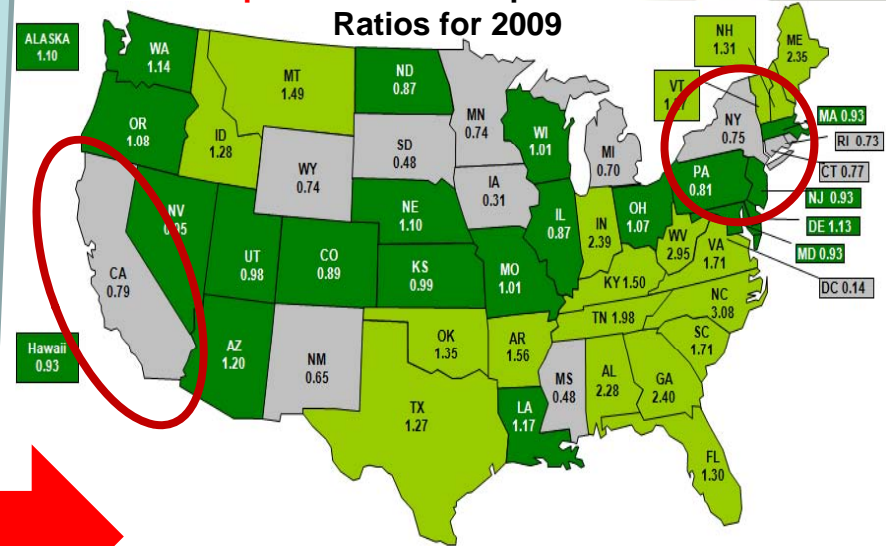 Ratios for 2009
ALASKA
1.10
WA
1.14
OR
1.08
CA
0.79
Hawaii
0.93
ID
1.28
MT
1.49
WY
0.74
NV
UT
0.98
CO
0.89
AZ
1.20
NM
0.65
ND
0.87
SD
0.48
NE
1.10
KS
0.99
OK
1.35
TX
1.27
MN
0.74
IA
0.31
MO
1.01
AR
1.56
LA
1.17
WI
1.01
IL
0.87
MS
0.48
MI
0.70
IN
2.39
OH
1.07
KY 1.50
TN 1.98
AL
2.28
GA
2.40
FL
1.30
SC
1.71
NC
3.08
VA
1.71
WV
2.95
PA
0.81
NY
0.75
VT
NH
1.31
ME
2.35
MA 0.93
RI 0.73
CT 0.77
NJ 0.93
DE 1.13
MD 0.93
DC 0.14